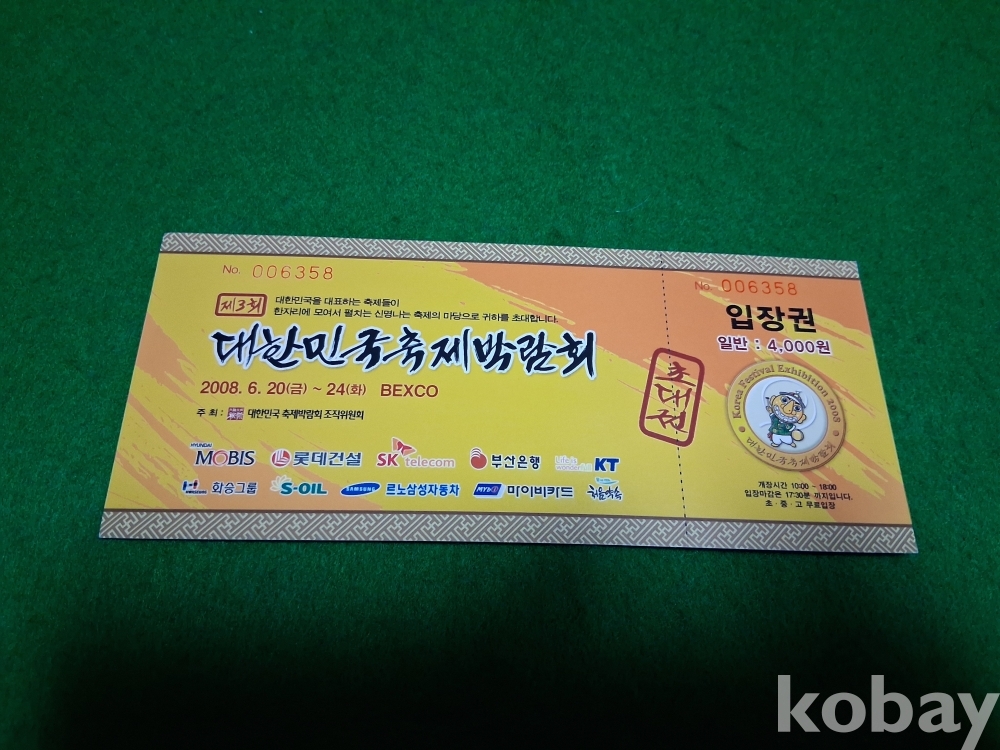 No. 006358
제3회
대한민국을 대표하는 축제들이
한자리에 모여서 펼치는 신명나는 축제의 마당으로 귀하를 초대합니다.
대한민국축제박람회
2008. 6. 20(금) ~ 24(화) BEXCO
주 최 : 대한민국 축제박람회 조직위원회
HYUNDAI
MOBIS 롯데건설 SK telecom 부산은행 Life is wonderful KT
화승그룹 S-OIL SAMSUNG 르노삼성자동차 MYbi 마이비카드
초대전
No. 006358
입장권
일반 : 4,000원
Korea Festival Exhibition 2008
대한민국축제박람회
개장시간 10:00 ~ 18:00
입장마감은 17:30분 까지입니다.
초 · 중 · 고 무료입장
kobay